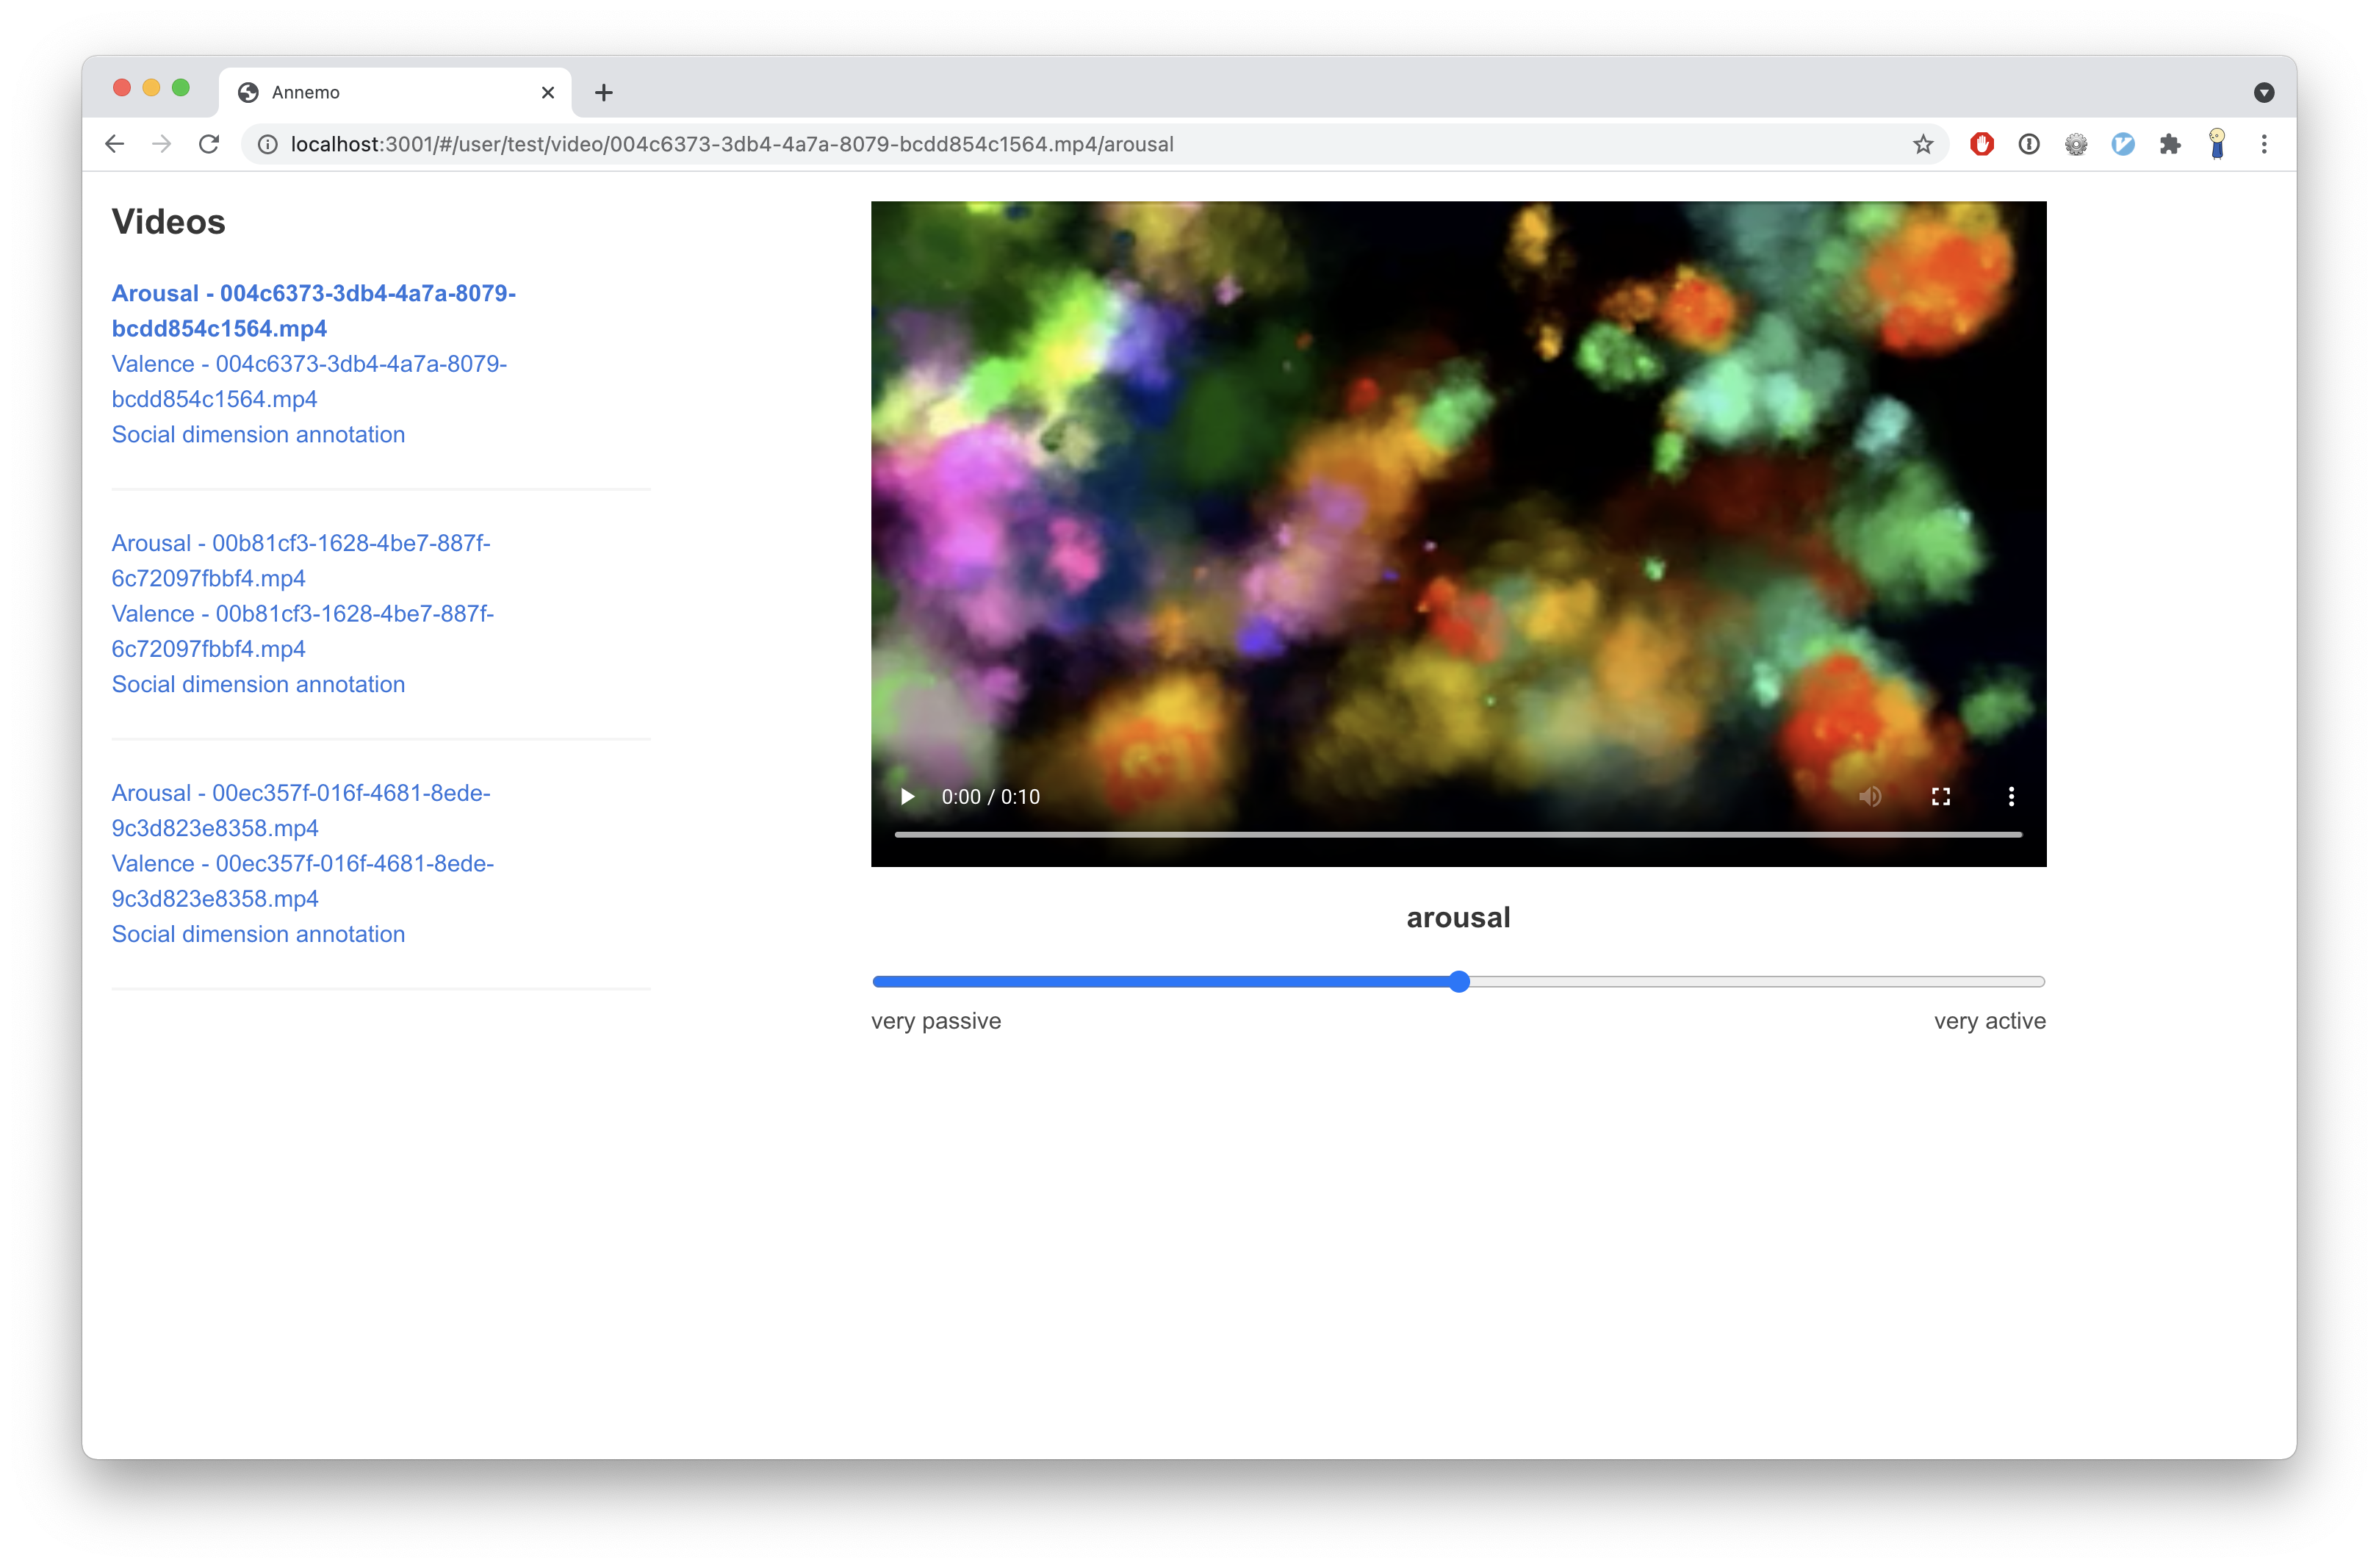 Annemo
localhost:3001/#/user/test/video/004c6373-3db4-4a7a-8079-bcdd854c1564.mp4/arousal
Videos
Arousal - 004c6373-3db4-4a7a-8079-
bcdd854c1564.mp4
Valence - 004c6373-3db4-4a7a-8079-
bcdd854c1564.mp4
Social dimension annotation
Arousal - 00b81cf3-1628-4be7-887f-
6c72097fbbf4.mp4
Valence - 00b81cf3-1628-4be7-887f-
6c72097fbbf4.mp4
Social dimension annotation
Arousal - 00ec357f-016f-4681-8ede-
9c3d823e8358.mp4
Valence - 00ec357f-016f-4681-8ede-
9c3d823e8358.mp4
Social dimension annotation
0:00 / 0:10
arousal
very passive
very active